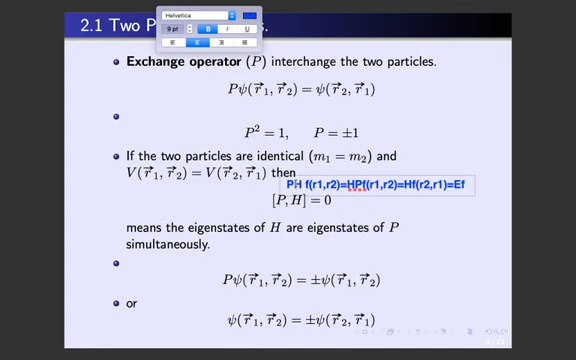 2.1 Two P
s.
Helvetica
9 pt B I U
Exchange operator (P) interchange the two particles.
Pψ(r⃗1, r⃗2) = ψ(r⃗2, r⃗1)
P² = 1, P = ±1
If the two particles are identical (m1 = m2) and
V(r⃗1, r⃗2) = V(r⃗2, r⃗1) then
PH f(r1,r2)=HPf(r1,r2)=Hf(r2,r1)=Ef
[P, H] = 0
means the eigenstates of H are eigenstates of P
simultaneously.
Pψ(r⃗1, r⃗2) = ±ψ(r⃗1, r⃗2)
or
ψ(r⃗1, r⃗2) = ±ψ(r⃗2, r⃗1)